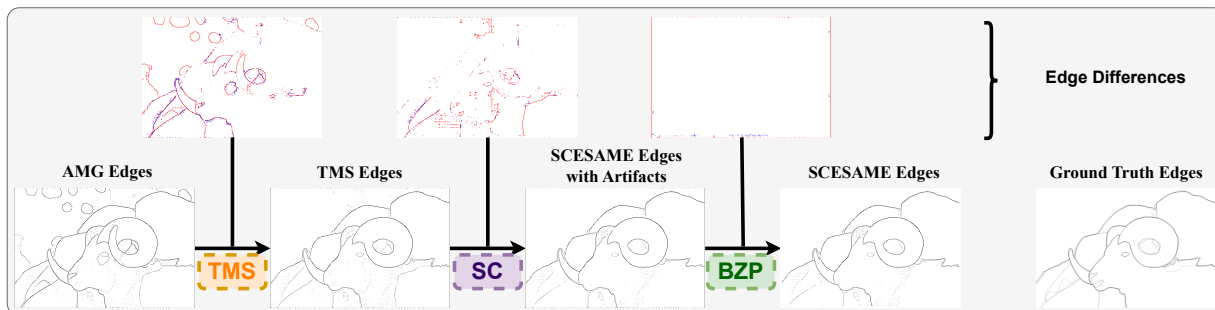 Edge Differences
AMG Edges
TMS Edges
SCESAME Edges
with Artifacts
SCESAME Edges
Ground Truth Edges
TMS
SC
BZP